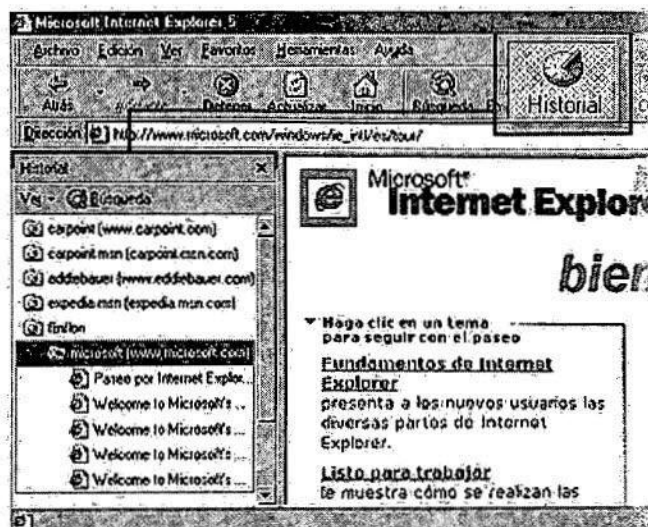 Microsoft Internet Explorer 5
Archivo Edición Ver Favoritos Herramientas Ayuda
Atrás Detener Actualizar Inicio Búsqueda Historial
Dirección http://www.microsoft.com/windows/ie_intl/es/tour/
Historial
Ver Búsqueda
carpoint (www.carpoint.com)
carpoint.msn (carpoint.msn.com)
eddiebauer (www.eddiebauer.com)
expedia.msn (expedia.msn.com)
microsoft (www.microsoft.com)
Paseo por Internet Explor...
Welcome to Microsoft's ...
Welcome to Microsoft's ...
Welcome to Microsoft's ...
Welcome to Microsoft's ...
Microsoft®
Internet Explor
bien
Haga clic en un tema
para seguir con el paseo
Fundamentos de Internet
Explorer
presenta a los nuevos usuarios las
diversas partes de Internet
Explorer.
Listo para trabajar
te muestra cómo se realizan las